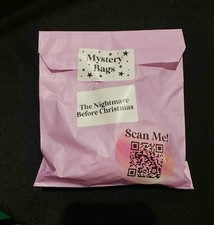 Mystery
Bags
The Nightmare
Before Christmas
Scan Me!